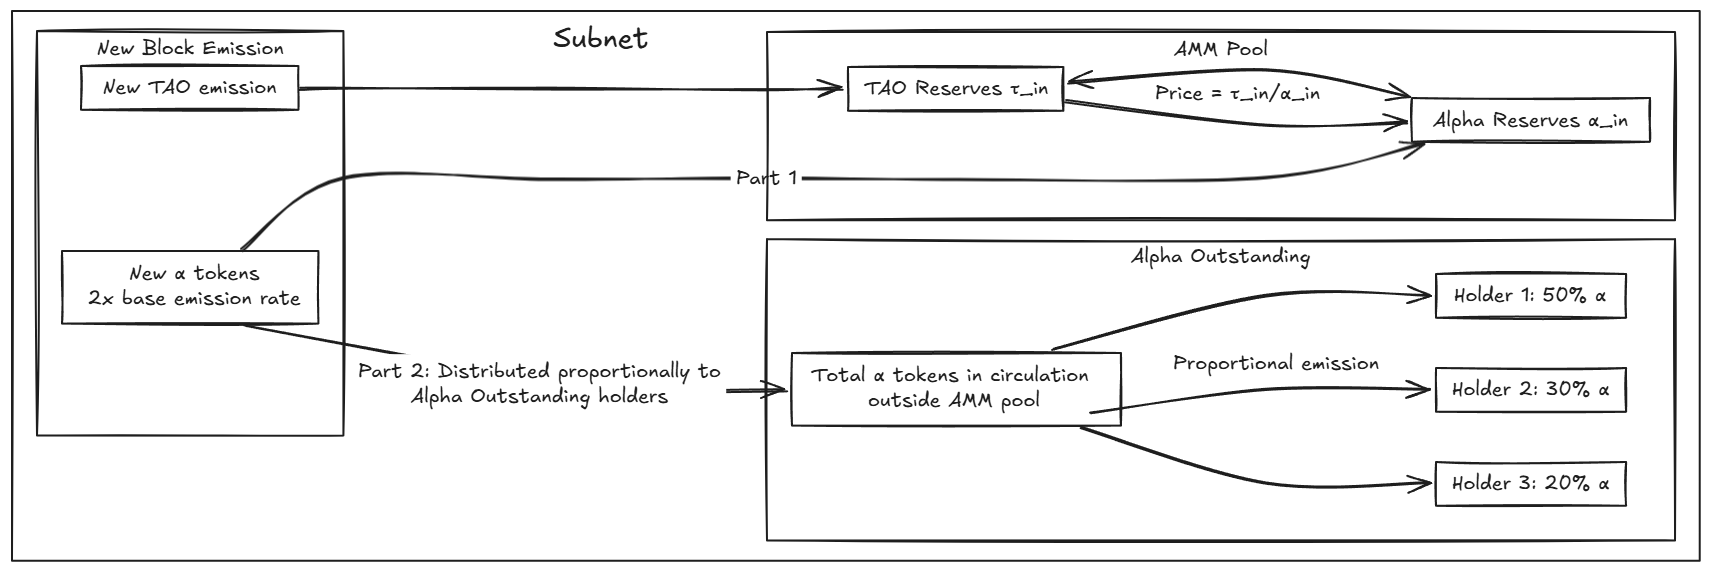 Subnet
New Block Emission
New TAO emission
New α tokens
2x base emission rate
Part 1
Part 2: Distributed proportionally to
Alpha Outstanding holders
AMM Pool
TAO Reserves τ_in
Price = τ_in/α_in
Alpha Reserves α_in
Alpha Outstanding
Total α tokens in circulation
outside AMM pool
Proportional emission
Holder 1: 50% α
Holder 2: 30% α
Holder 3: 20% α